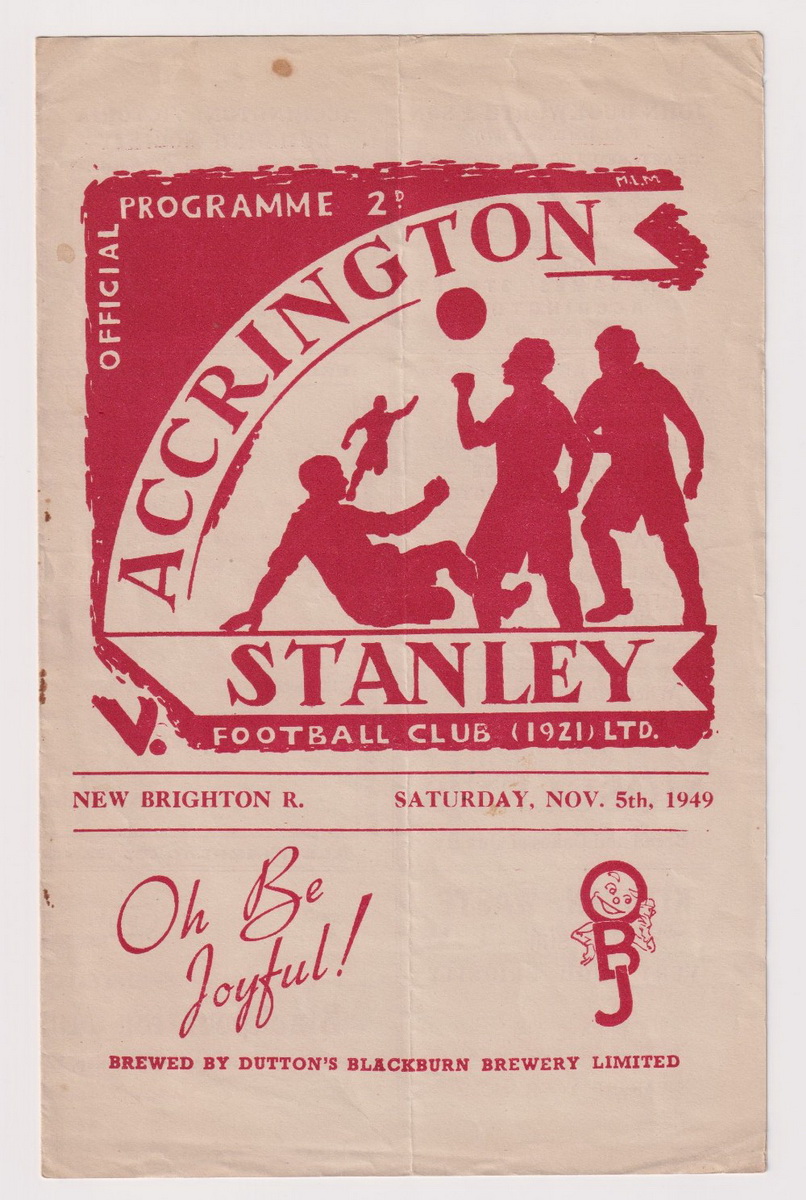 M.L.M
OFFICIAL
PROGRAMME 2D.
ACCRINGTON
STANLEY
V.
FOOTBALL CLUB (1921) LTD.
NEW BRIGHTON R. SATURDAY, NOV. 5th, 1949
Oh Be
Joyful!
OBJ
BREWED BY DUTTON'S BLACKBURN BREWERY LIMITED